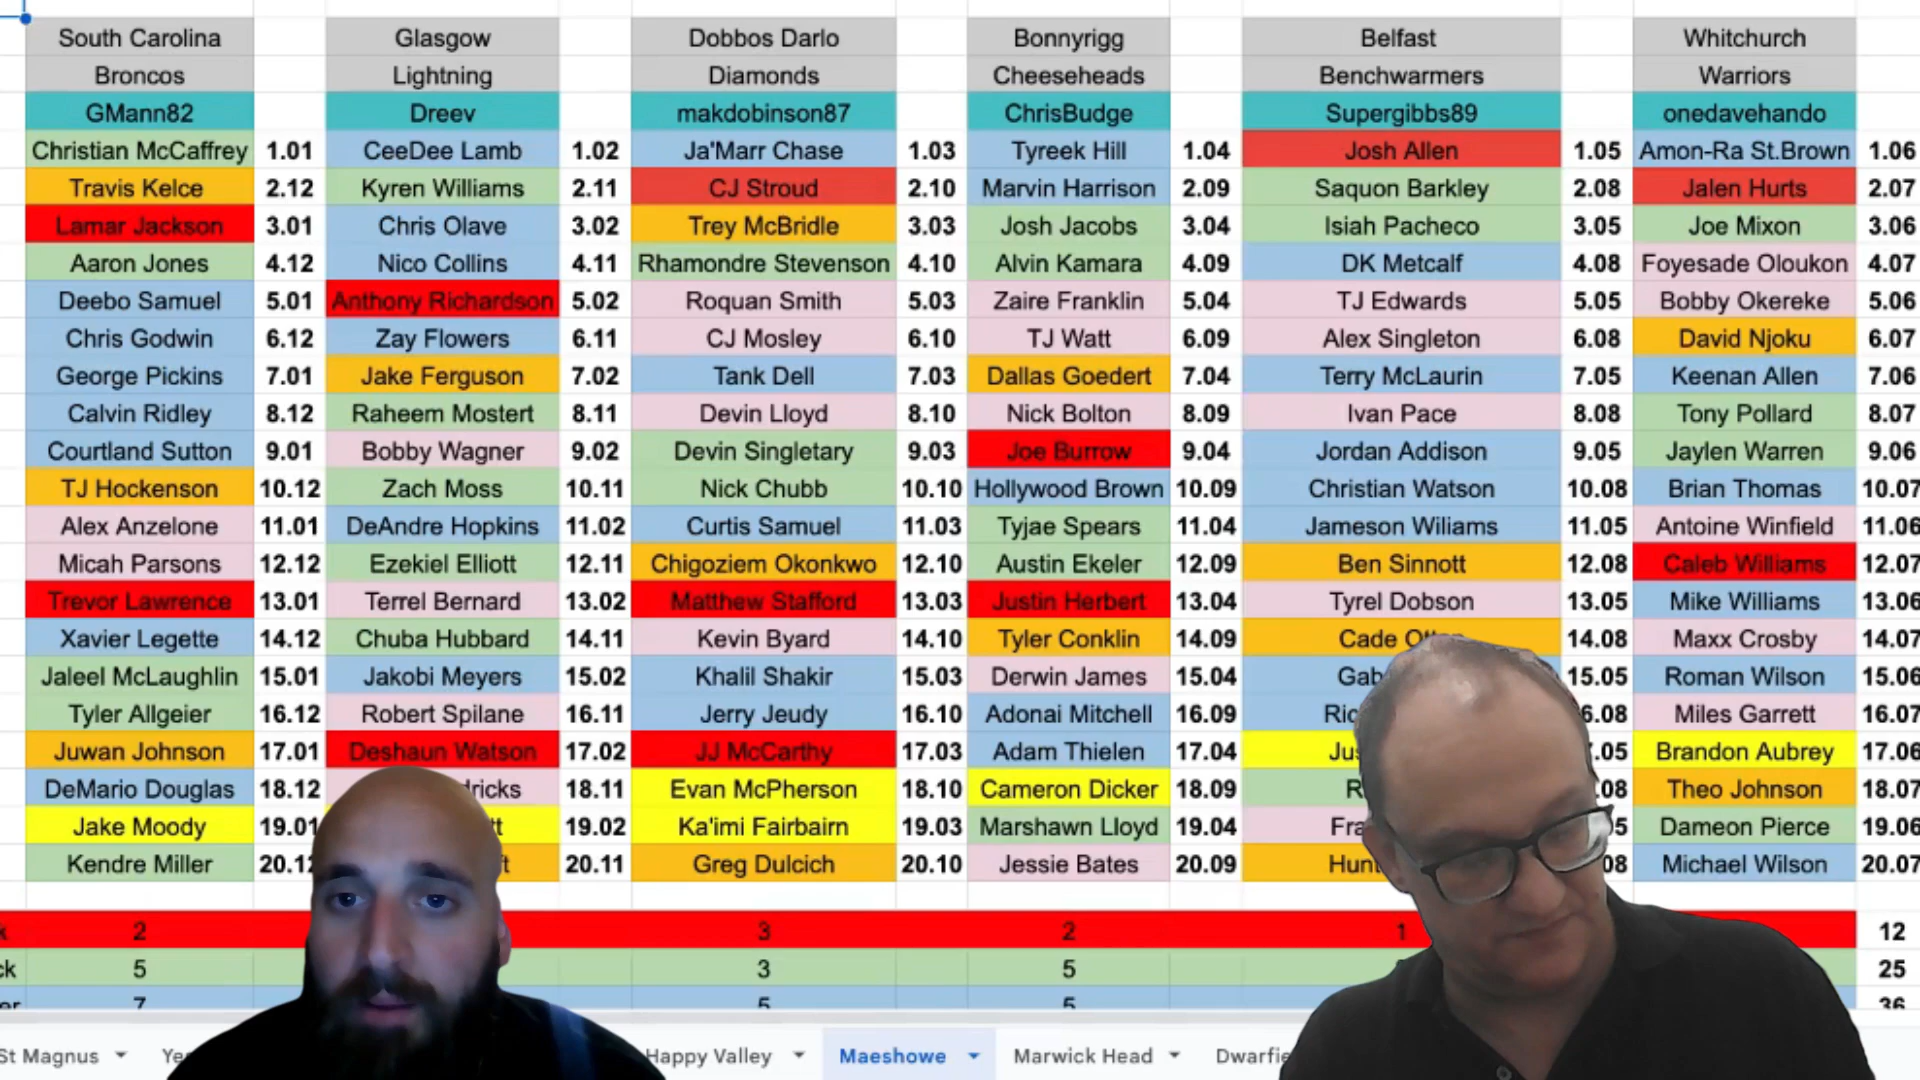 South Carolina Glasgow Dobbos Darlo Bonnyrigg Belfast Whitchurch
Broncos Lightning Diamonds Cheeseheads Benchwarmers Warriors
GMann82 Dreev makdobinson87 ChrisBudge Supergibbs89 onedavehando
Christian McCaffrey 1.01 CeeDee Lamb 1.02 Ja'Marr Chase 1.03 Tyreek Hill 1.04 Josh Allen 1.05 Amon-Ra St.Brown 1.06
Travis Kelce 2.12 Kyren Williams 2.11 CJ Stroud 2.10 Marvin Harrison 2.09 Saquon Barkley 2.08 Jalen Hurts 2.07
Lamar Jackson 3.01 Chris Olave 3.02 Trey McBridle 3.03 Josh Jacobs 3.04 Isiah Pacheco 3.05 Joe Mixon 3.06
Aaron Jones 4.12 Nico Collins 4.11 Rhamondre Stevenson 4.10 Alvin Kamara 4.09 DK Metcalf 4.08 Foyesade Oloukon 4.07
Deebo Samuel 5.01 Anthony Richardson 5.02 Roquan Smith 5.03 Zaire Franklin 5.04 TJ Edwards 5.05 Bobby Okereke 5.06
Chris Godwin 6.12 Zay Flowers 6.11 CJ Mosley 6.10 TJ Watt 6.09 Alex Singleton 6.08 David Njoku 6.07
George Pickins 7.01 Jake Ferguson 7.02 Tank Dell 7.03 Dallas Goedert 7.04 Terry McLaurin 7.05 Keenan Allen 7.06
Calvin Ridley 8.12 Raheem Mostert 8.11 Devin Lloyd 8.10 Nick Bolton 8.09 Ivan Pace 8.08 Tony Pollard 8.07
Courtland Sutton 9.01 Bobby Wagner 9.02 Devin Singletary 9.03 Joe Burrow 9.04 Jordan Addison 9.05 Jaylen Warren 9.06
TJ Hockenson 10.12 Zach Moss 10.11 Nick Chubb 10.10 Hollywood Brown 10.09 Christian Watson 10.08 Brian Thomas 10.07
Alex Anzelone 11.01 DeAndre Hopkins 11.02 Curtis Samuel 11.03 Tyjae Spears 11.04 Jameson Wiliams 11.05 Antoine Winfield 11.06
Micah Parsons 12.12 Ezekiel Elliott 12.11 Chigoziem Okonkwo 12.10 Austin Ekeler 12.09 Ben Sinnott 12.08 Caleb Williams 12.07
Trevor Lawrence 13.01 Terrel Bernard 13.02 Matthew Stafford 13.03 Justin Herbert 13.04 Tyrel Dobson 13.05 Mike Williams 13.06
Xavier Legette 14.12 Chuba Hubbard 14.11 Kevin Byard 14.10 Tyler Conklin 14.09 Cade 14.08 Maxx Crosby 14.07
Jaleel McLaughlin 15.01 Jakobi Meyers 15.02 Khalil Shakir 15.03 Derwin James 15.04 15.05 Roman Wilson 15.06
Tyler Allgeier 16.12 Robert Spilane 16.11 Jerry Jeudy 16.10 Adonai Mitchell 16.09 Miles Garrett 16.07
Juwan Johnson 17.01 Deshaun Watson 17.02 JJ McCarthy 17.03 Adam Thielen 17.04 Brandon Aubrey 17.06
DeMario Douglas 18.12 18.11 Evan McPherson 18.10 Cameron Dicker 18.09 Theo Johnson 18.07
Jake Moody 19.01 19.02 Ka'imi Fairbairn 19.03 Marshawn Lloyd 19.04 Dameon Pierce 19.06
Kendre Miller 20.11 Greg Dulcich 20.10 Jessie Bates 20.09 Michael Wilson 20.07
2 3 2 1 12
5 3 5 25
7 5 5 36
St Magnus Happy Valley Maeshowe Marwick Head